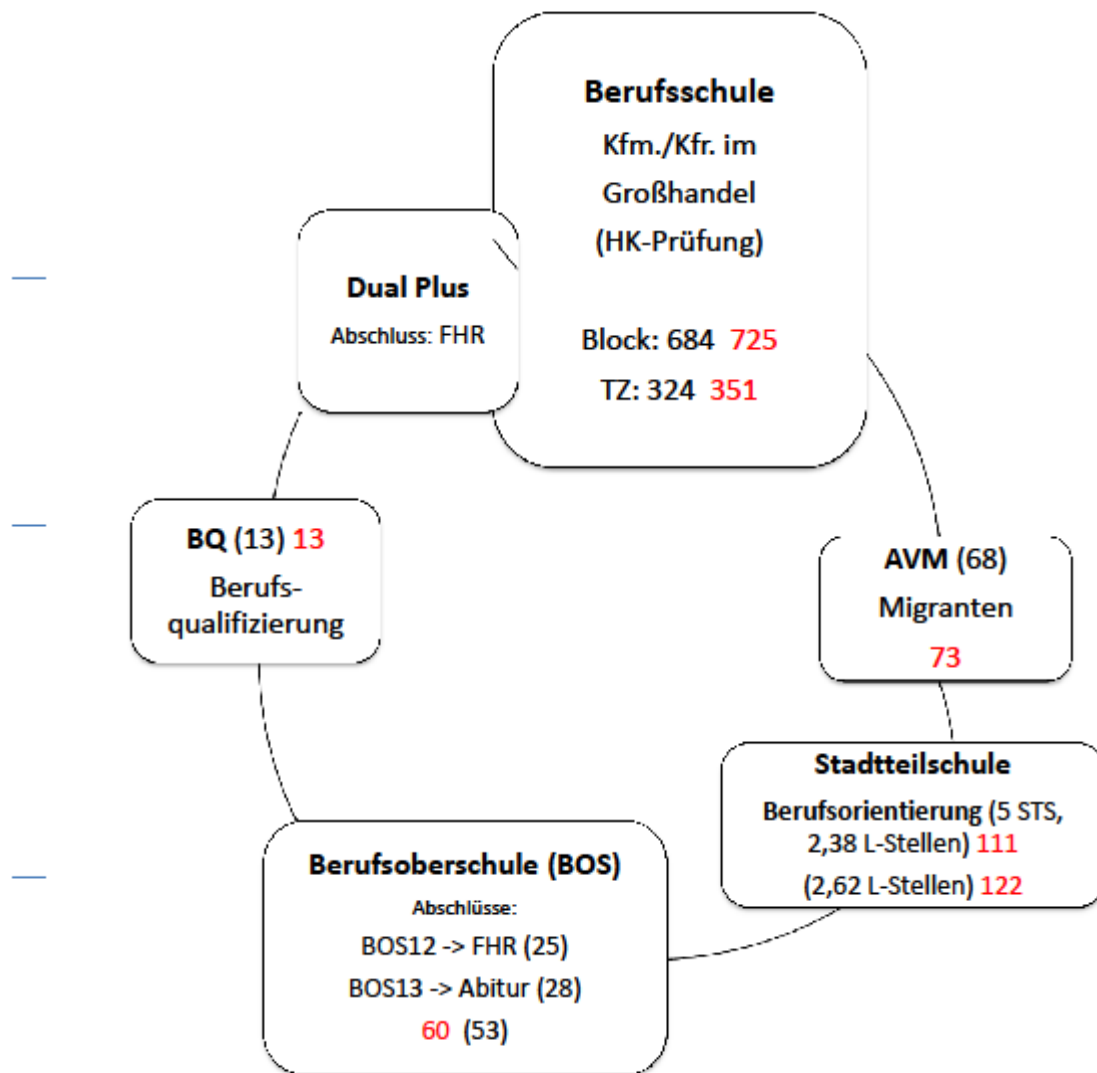 Berufsschule
Kfm./Kfr. im
Großhandel
(HK-Prüfung)
Block: 684 725
TZ: 324 351
Dual Plus
Abschluss: FHR
BQ (13) 13
Berufs-
qualifizierung
AVM (68)
Migranten
73
Stadtteilschule
Berufsorientierung (5 STS,
2,38 L-Stellen) 111
(2,62 L-Stellen) 122
Berufsoberschule (BOS)
Abschlüsse:
BOS12 -> FHR (25)
BOS13 -> Abitur (28)
60 (53)